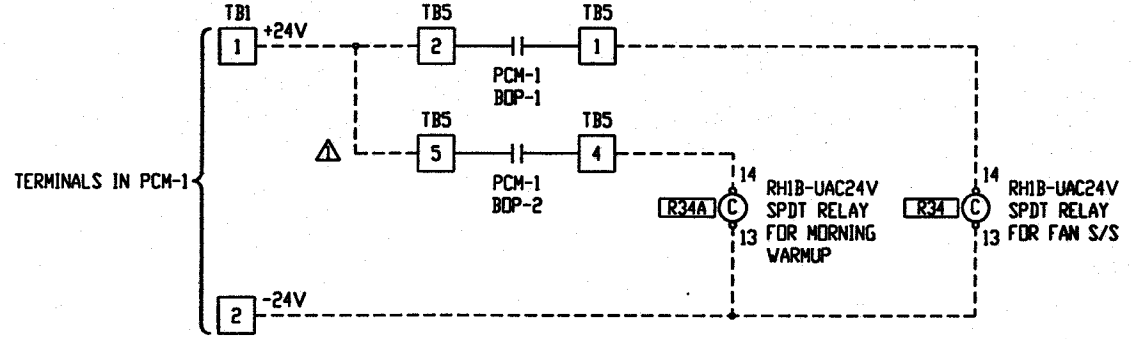 TB1
TB5
TB5
1
+24V
2
1
PCM-1
BOP-1
TB5
TB5
1
5
4
PCM-1
BOP-2
TERMINALS IN PCM-1
14
R34A
C
13
RH1B-UAC24V
SPDT RELAY
FOR MORNING
WARMUP
14
R34
C
13
RH1B-UAC24V
SPDT RELAY
FOR FAN S/S
2
-24V